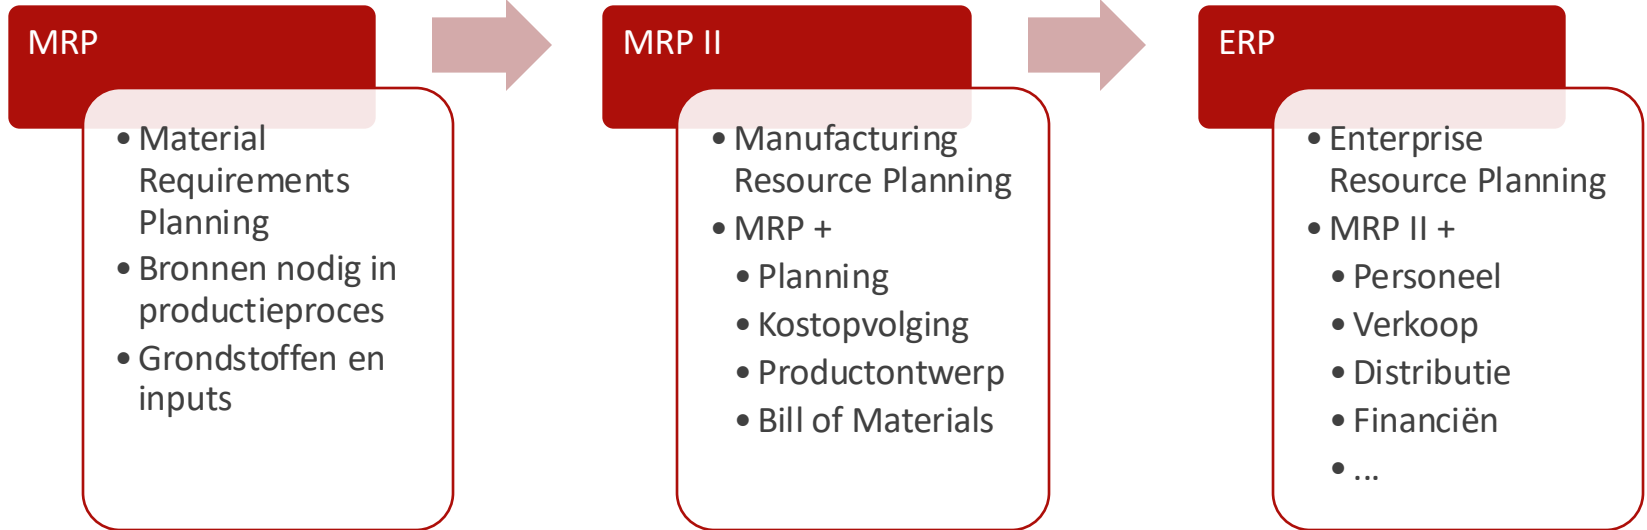 MRP
• Material
Requirements
Planning
• Bronnen nodig in
productieproces
• Grondstoffen en
inputs
MRP II
• Manufacturing
Resource Planning
• MRP +
• Planning
• Kostopvolging
• Productontwerp
• Bill of Materials
ERP
• Enterprise
Resource Planning
• MRP II +
• Personeel
• Verkoop
• Distributie
• Financiën
• ...